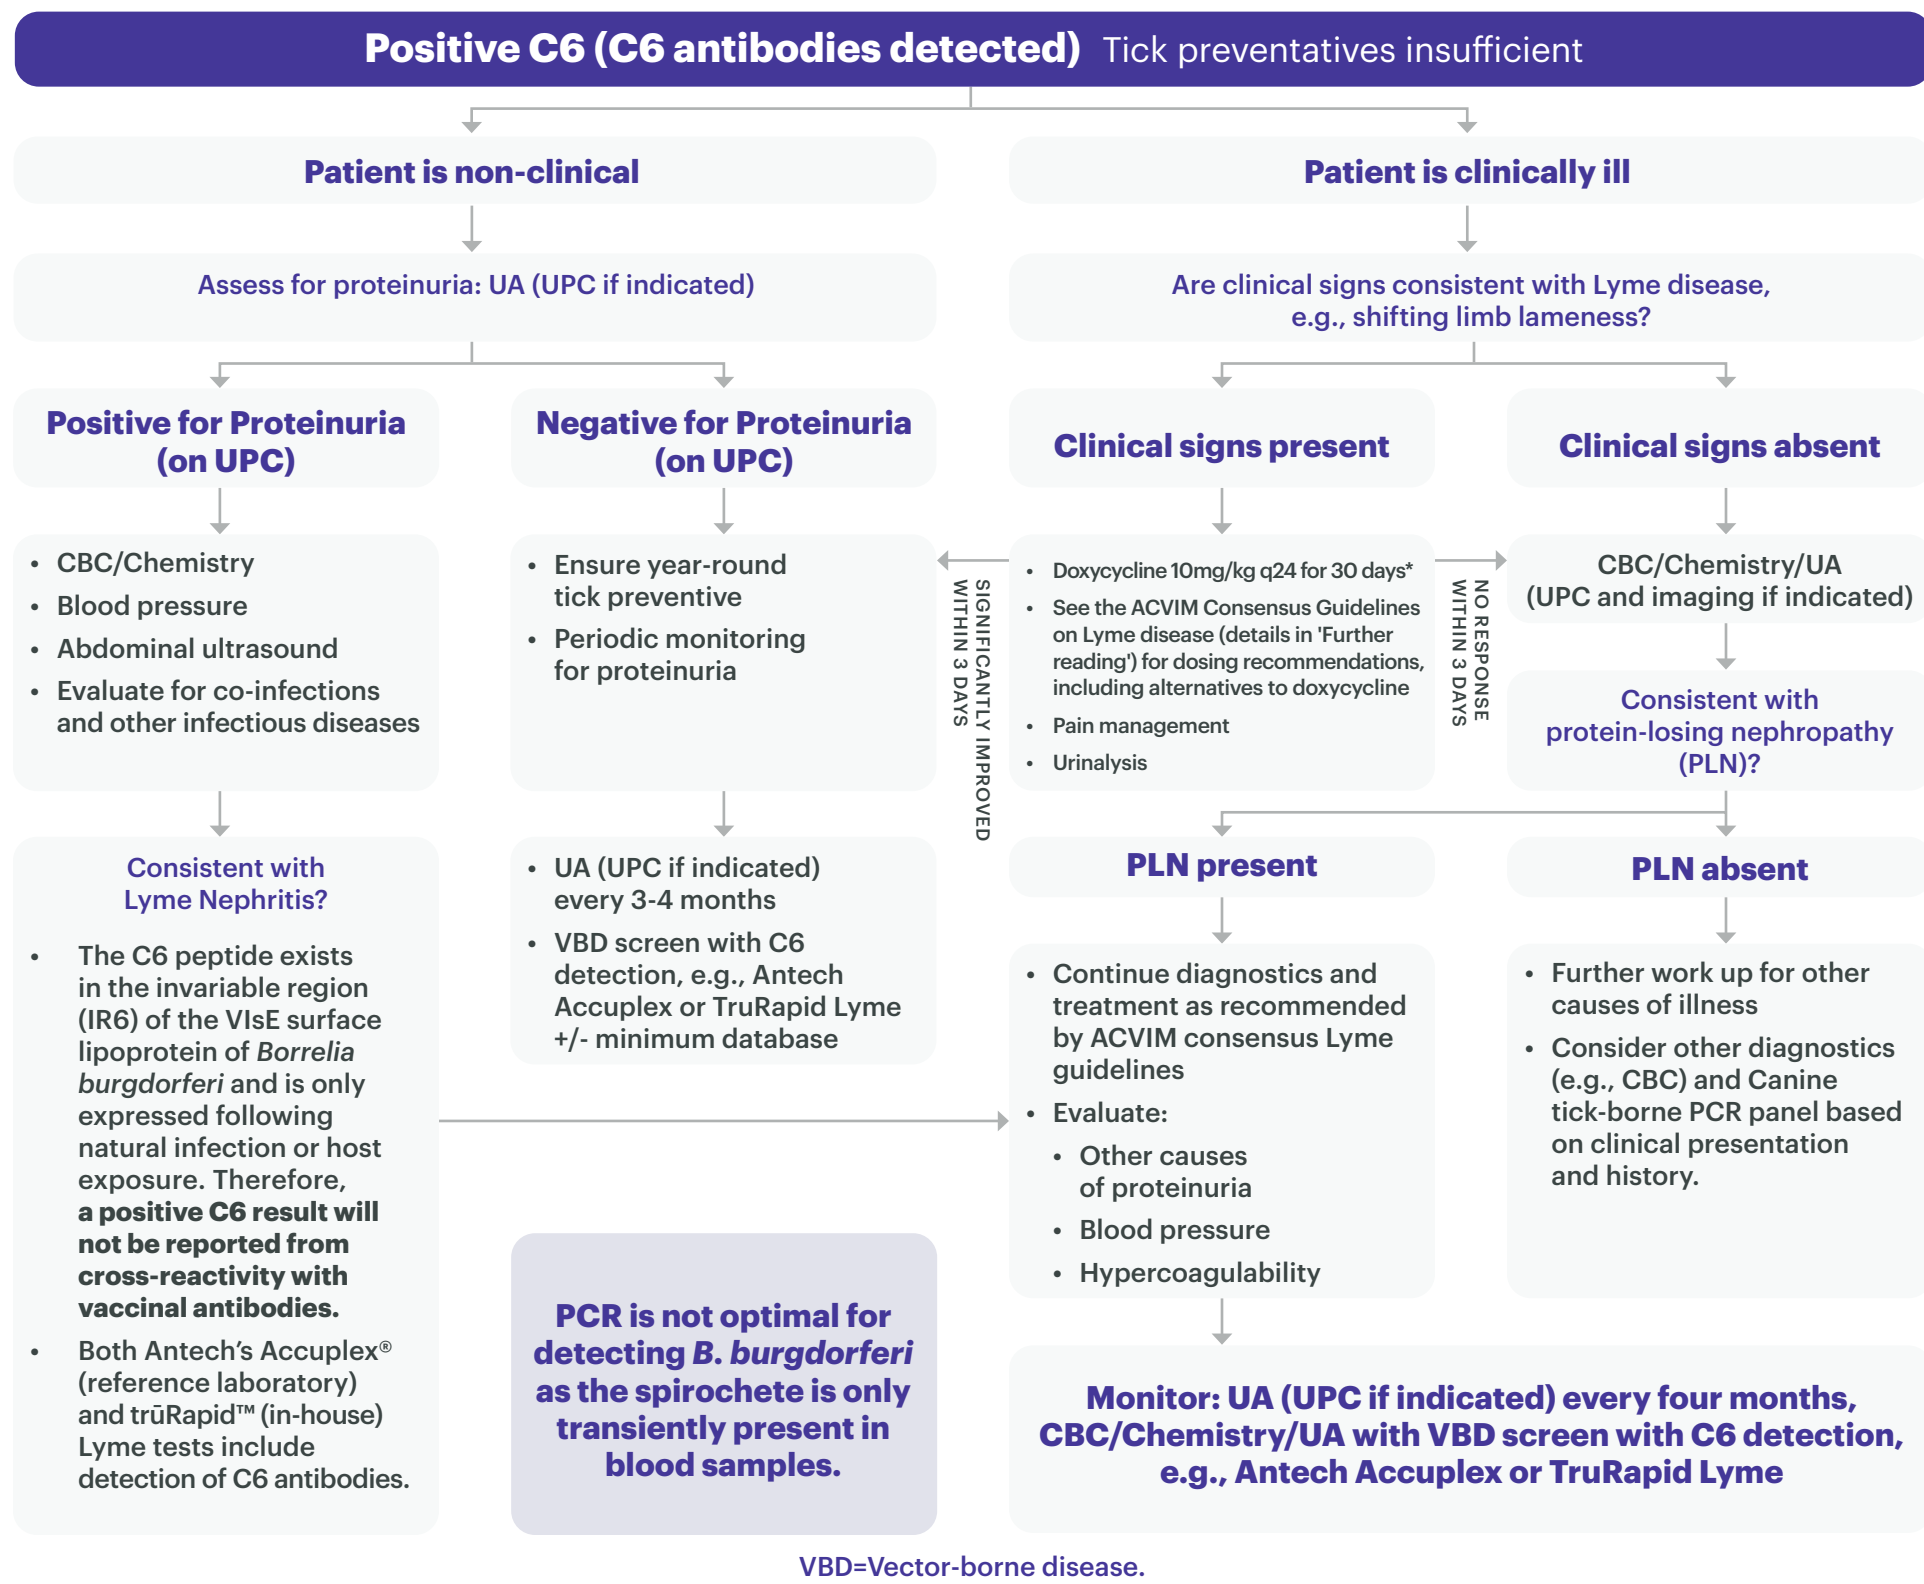 Positive C6 (C6 antibodies detected) Tick preventatives insufficient
Patient is non-clinical
Patient is clinically ill
Assess for proteinuria: UA (UPC if indicated)
Are clinical signs consistent with Lyme disease,
e.g., shifting limb lameness?
Positive for Proteinuria
(on UPC)
Negative for Proteinuria
(on UPC)
Clinical signs present
Clinical signs absent
• CBC/Chemistry
• Blood pressure
• Abdominal ultrasound
• Evaluate for co-infections
and other infectious diseases
• Ensure year-round
tick preventive
• Periodic monitoring
for proteinuria
SIGNIFICANTLY IMPROVED
WITHIN 3 DAYS
• Doxycycline 10mg/kg q24 for 30 days*
• See the ACVIM Consensus Guidelines
on Lyme disease (details in 'Further
reading') for dosing recommendations,
including alternatives to doxycycline
• Pain management
• Urinalysis
NO RESPONSE
WITHIN 3 DAYS
CBC/Chemistry/UA
(UPC and imaging if indicated)
Consistent with
protein-losing nephropathy
(PLN)?
Consistent with
Lyme Nephritis?
• The C6 peptide exists
in the invariable region
(IR6) of the VlsE surface
lipoprotein of Borrelia
burgdorferi and is only
expressed following
natural infection or host
exposure. Therefore,
a positive C6 result will
not be reported from
cross-reactivity with
vaccinal antibodies.
• Both Antech’s Accuplex®
(reference laboratory)
and trūRapid™ (in-house)
Lyme tests include
detection of C6 antibodies.
• UA (UPC if indicated)
every 3-4 months
• VBD screen with C6
detection, e.g., Antech
Accuplex or TruRapid Lyme
+/- minimum database
PLN present
PLN absent
• Continue diagnostics and
treatment as recommended
by ACVIM consensus Lyme
guidelines
• Evaluate:
• Other causes
of proteinuria
• Blood pressure
• Hypercoagulability
• Further work up for other
causes of illness
• Consider other diagnostics
(e.g., CBC) and Canine
tick-borne PCR panel based
on clinical presentation
and history.
PCR is not optimal for
detecting B. burgdorferi
as the spirochete is only
transiently present in
blood samples.
Monitor: UA (UPC if indicated) every four months,
CBC/Chemistry/UA with VBD screen with C6 detection,
e.g., Antech Accuplex or TruRapid Lyme
VBD=Vector-borne disease.